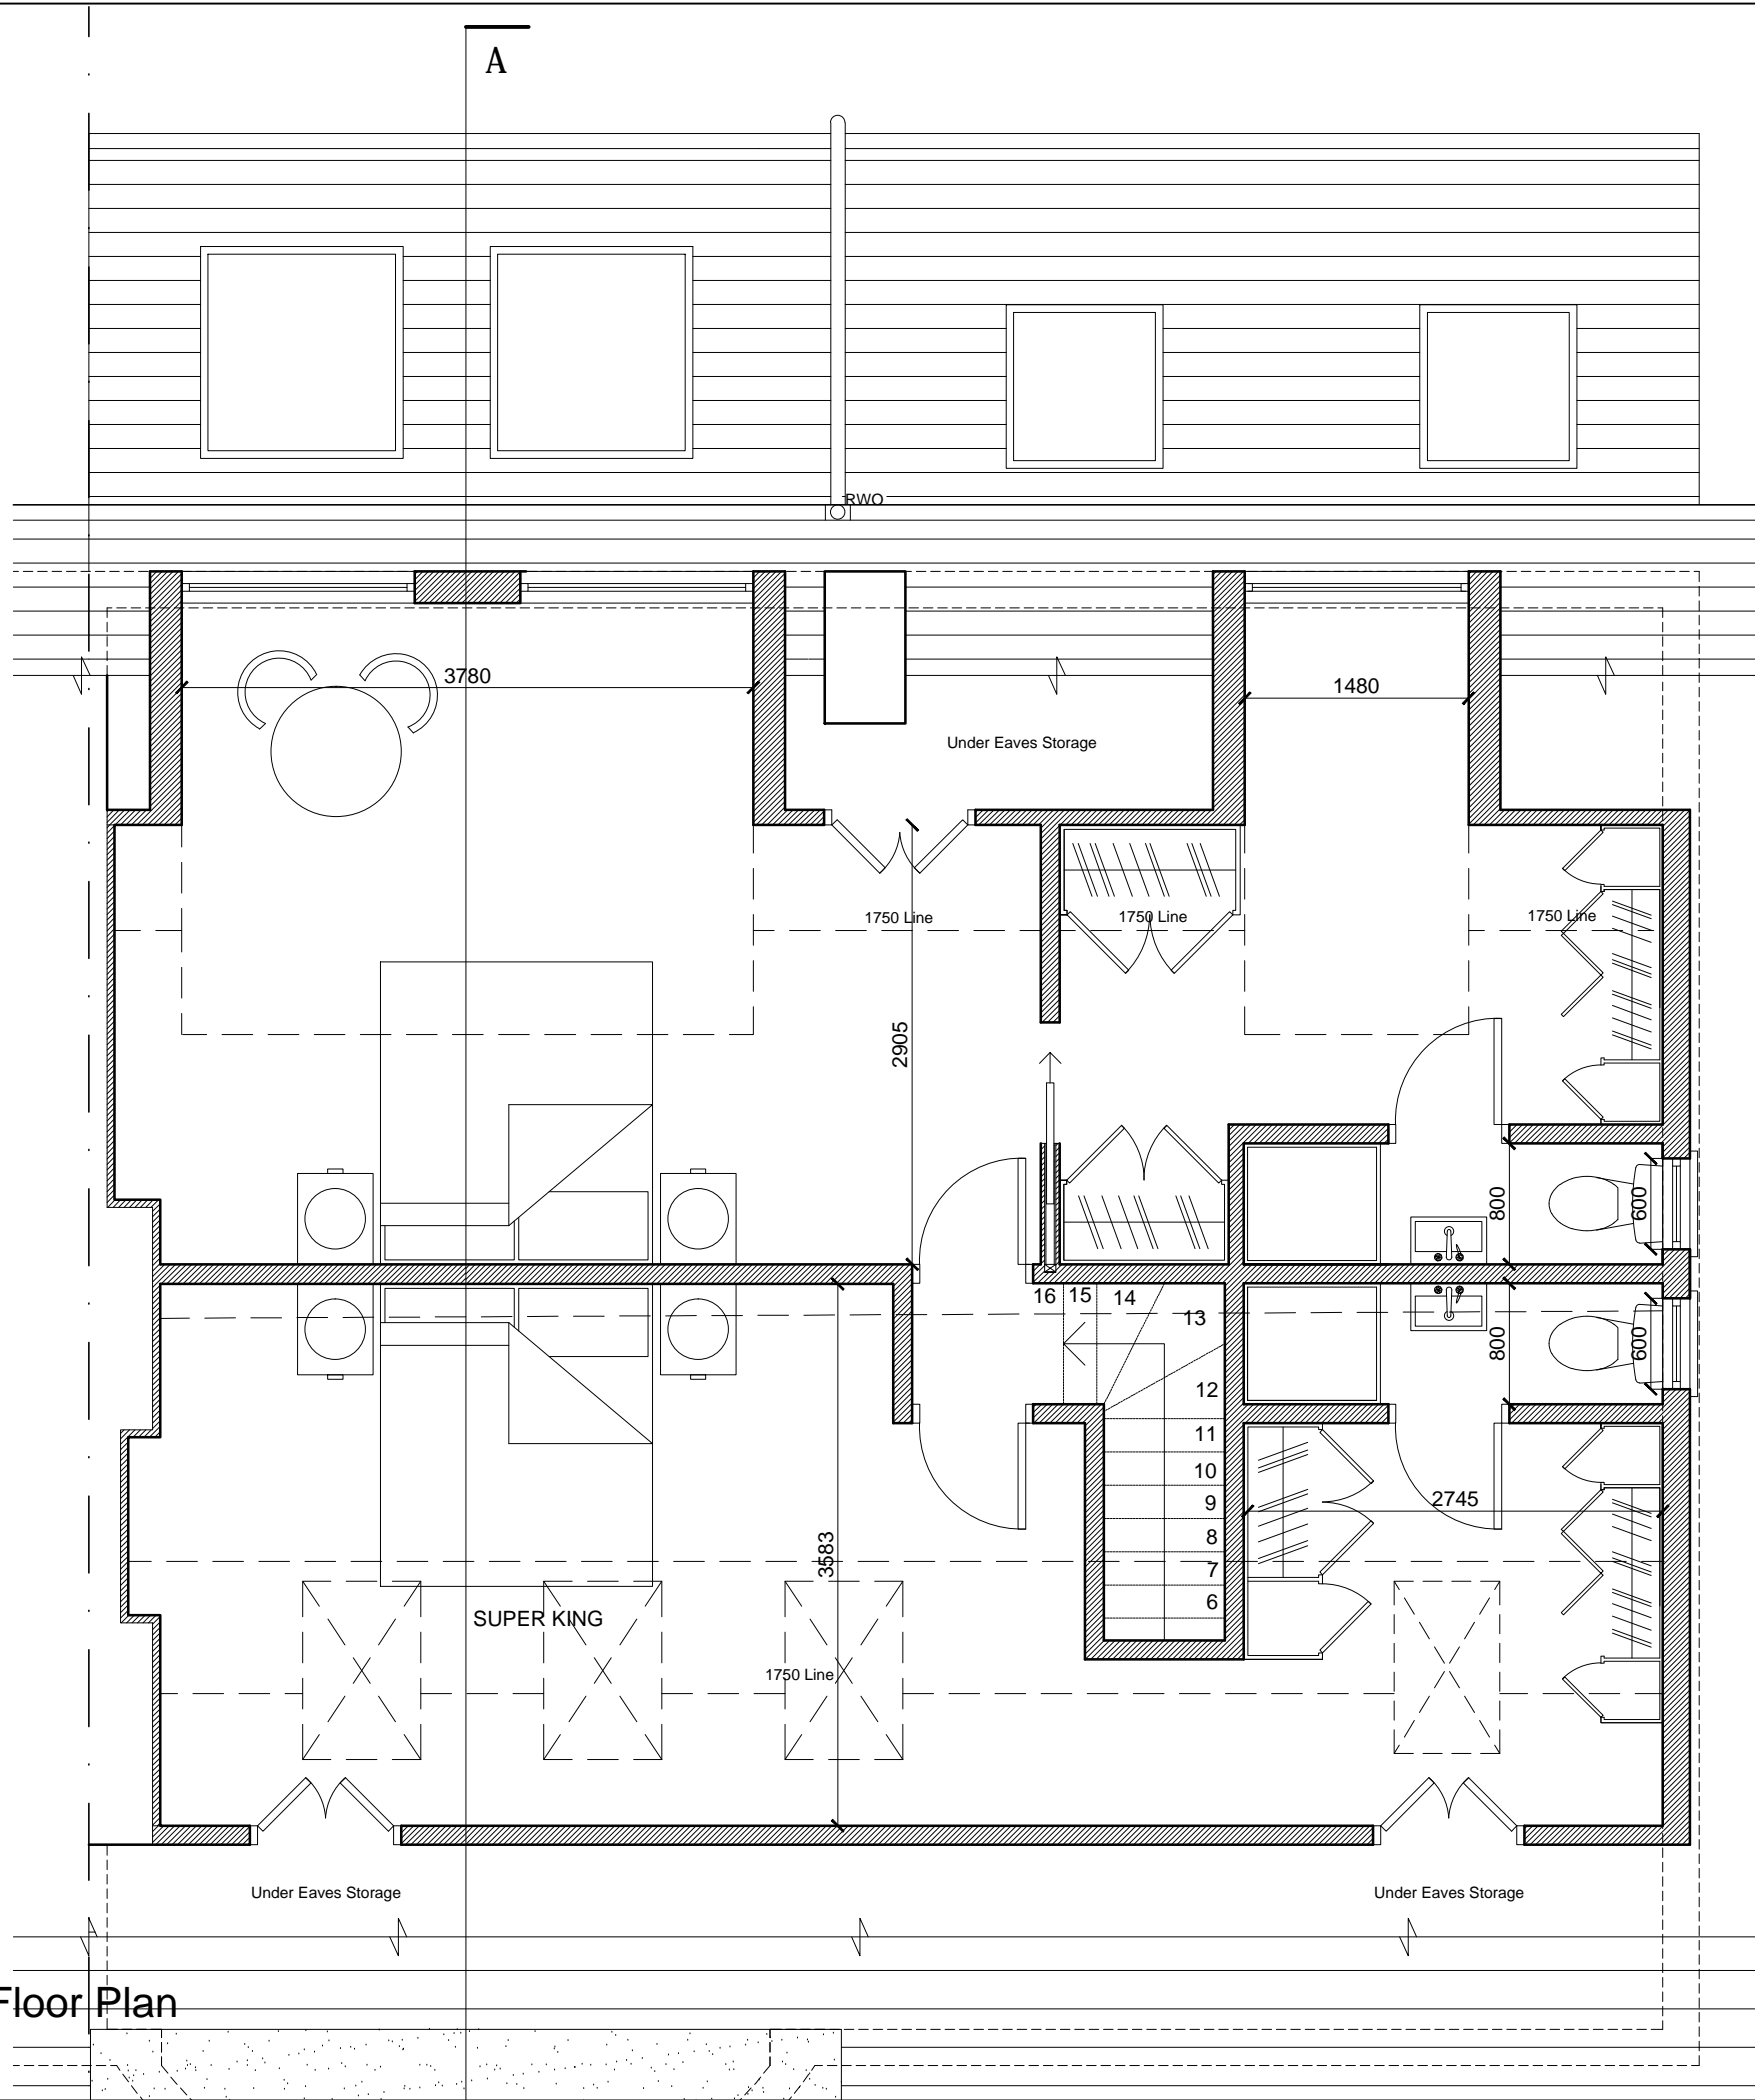 A
RWO
3780
1480
Under Eaves Storage
1750 Line
1750 Line
1750 Line
2905
800
600
16
15
14
13
12
11
10
9
8
7
6
800
600
2745
3583
SUPER KING
1750 Line
Under Eaves Storage
Under Eaves Storage
Floor Plan